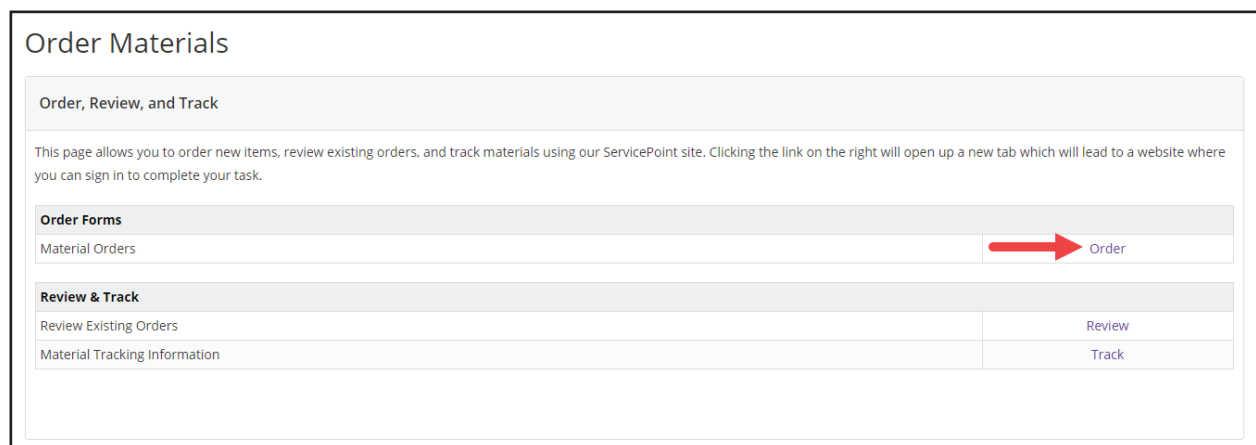 Order Materials
Order, Review, and Track
This page allows you to order new items, review existing orders, and track materials using our ServicePoint site. Clicking the link on the right will open up a new tab which will lead to a website where
you can sign in to complete your task.
Order Forms
Material Orders Order
Review & Track
Review Existing Orders Review
Material Tracking Information Track